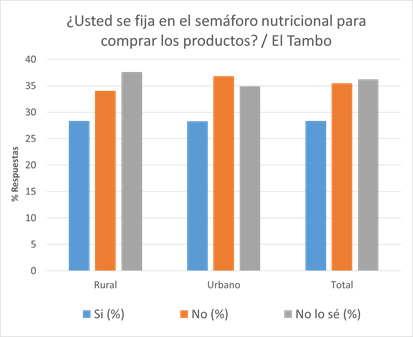 ¿Usted se fija en el semáforo nutricional para
comprar los productos? / El Tambo
40
35
30
25
20
15
10
5
0
% Respuestas
Rural Urbano Total
Si (%) No (%) No lo sé (%)